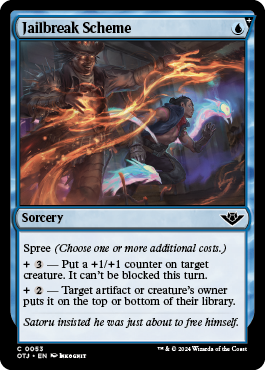 Jailbreak Scheme
Sorcery
Spree (Choose one or more additional costs.)
+ 3 — Put a +1/+1 counter on target
creature. It can't be blocked this turn.
+ 2 — Target artifact or creature's owner
puts it on the top or bottom of their library.
Satoru insisted he was just about to free himself.
C 0053
OTJ • EN INKOGNIT
™ & © 2024 Wizards of the Coast